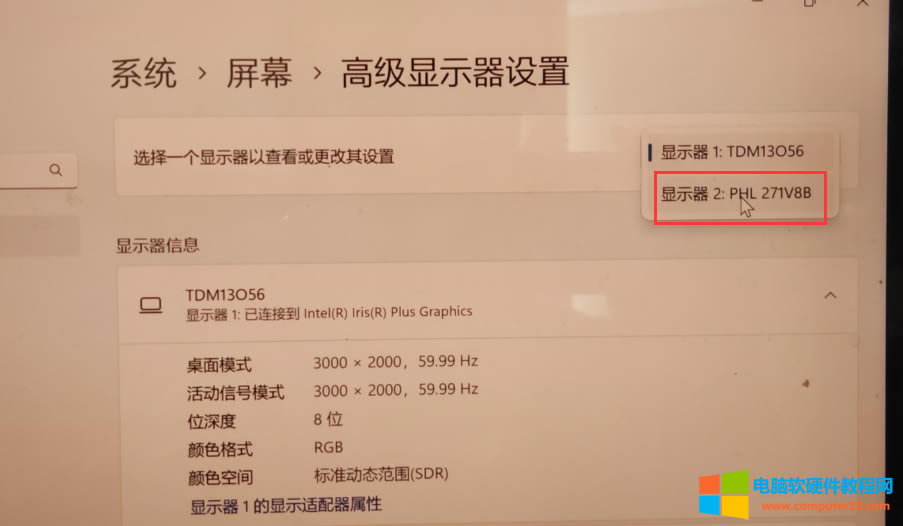 系统 › 屏幕 › 高级显示器设置
选择一个显示器以查看或更改其设置
显示器 1: TDM13O56
显示器 2: PHL 271V8B
显示器信息
TDM13O56
显示器 1: 已连接到 Intel(R) Iris(R) Plus Graphics
桌面模式 3000 × 2000，59.99 Hz
活动信号模式 3000 × 2000，59.99 Hz
位深度 8 位
颜色格式 RGB
颜色空间 标准动态范围(SDR)
显示器 1 的显示适配器属性
电脑软硬件教程网
www.computer26.com